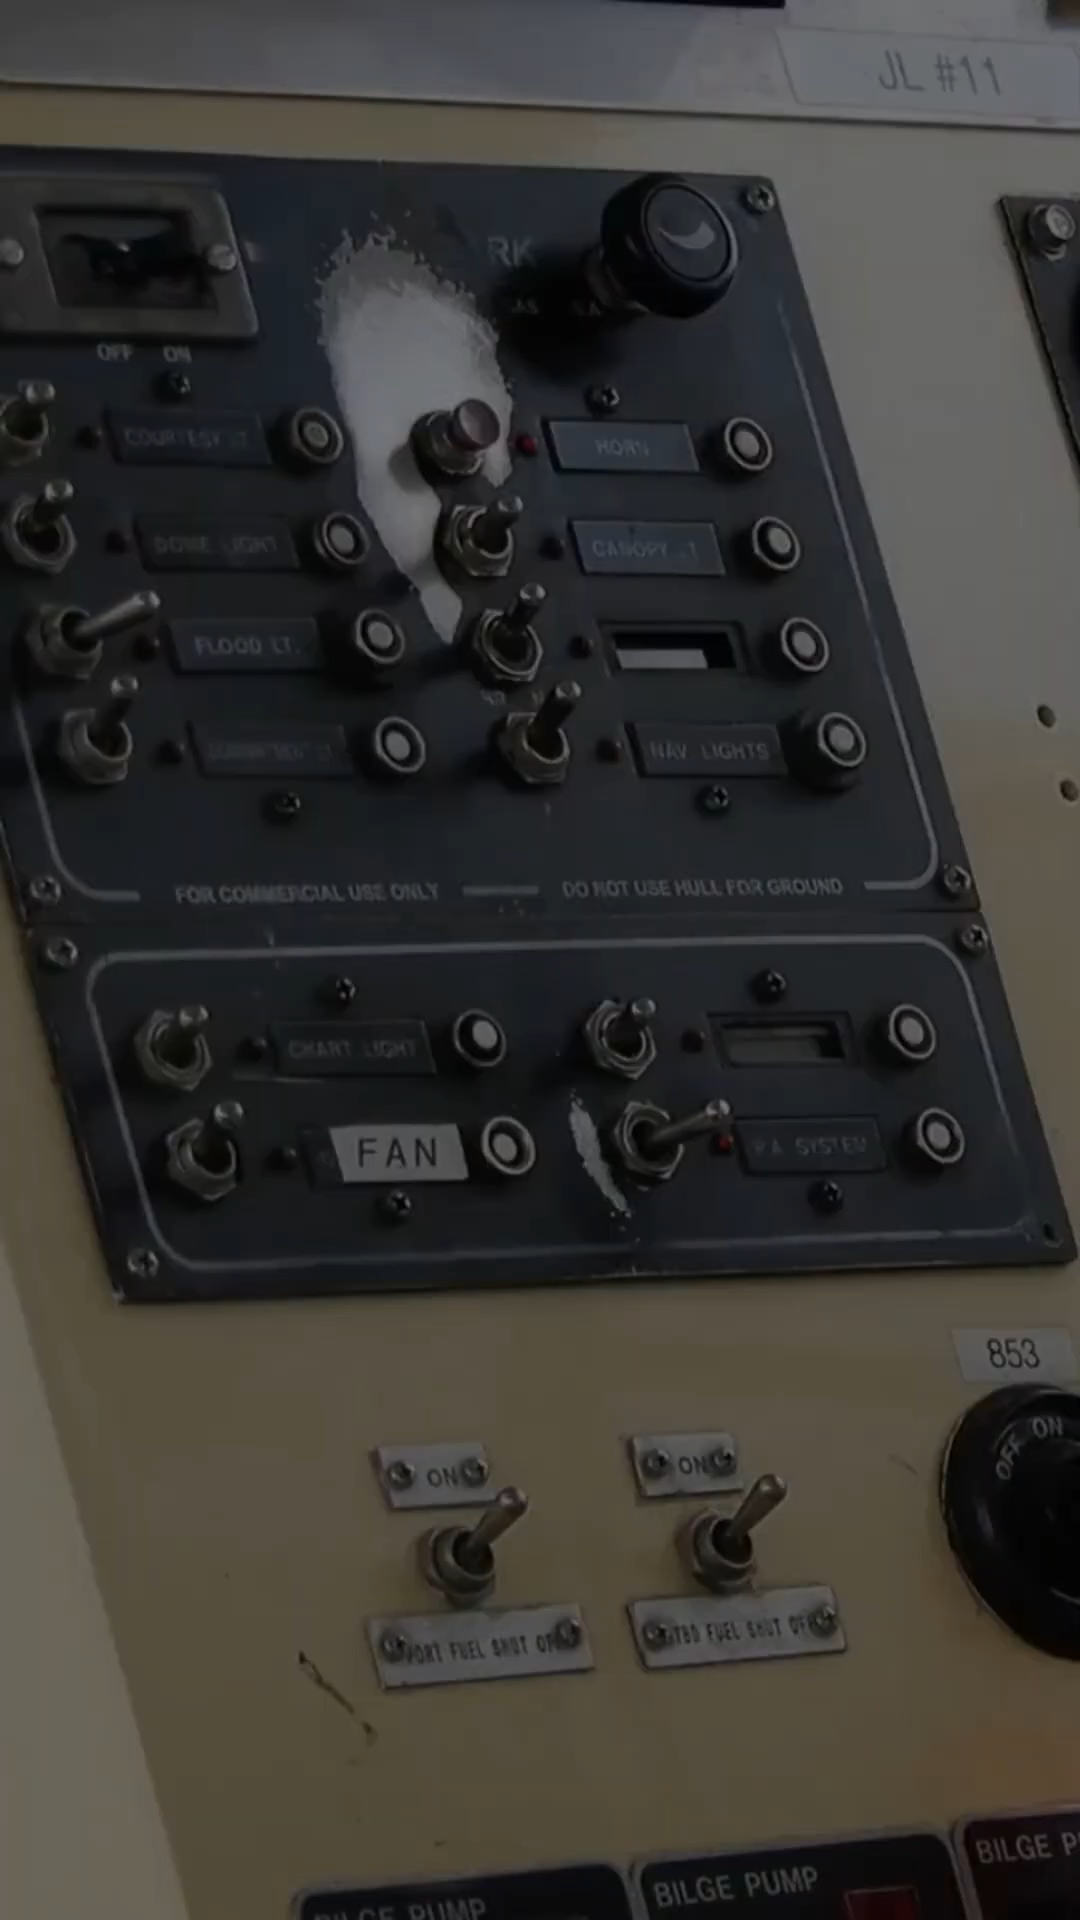 JL #11
RK
OFF ON
COURTESY LT.
HORN
DOME LIGHT
CANOPY LT.
FLOOD LT.
NAV LIGHTS
FOR COMMERCIAL USE ONLY
DO NOT USE HULL FOR GROUND
CHART LIGHT
FAN
P.A SYSTEM
853
OFF ON
ON
ON
PORT FUEL SHUT OFF
STBD FUEL SHUT OFF
BILGE PUMP
BILGE PUMP
BILGE P